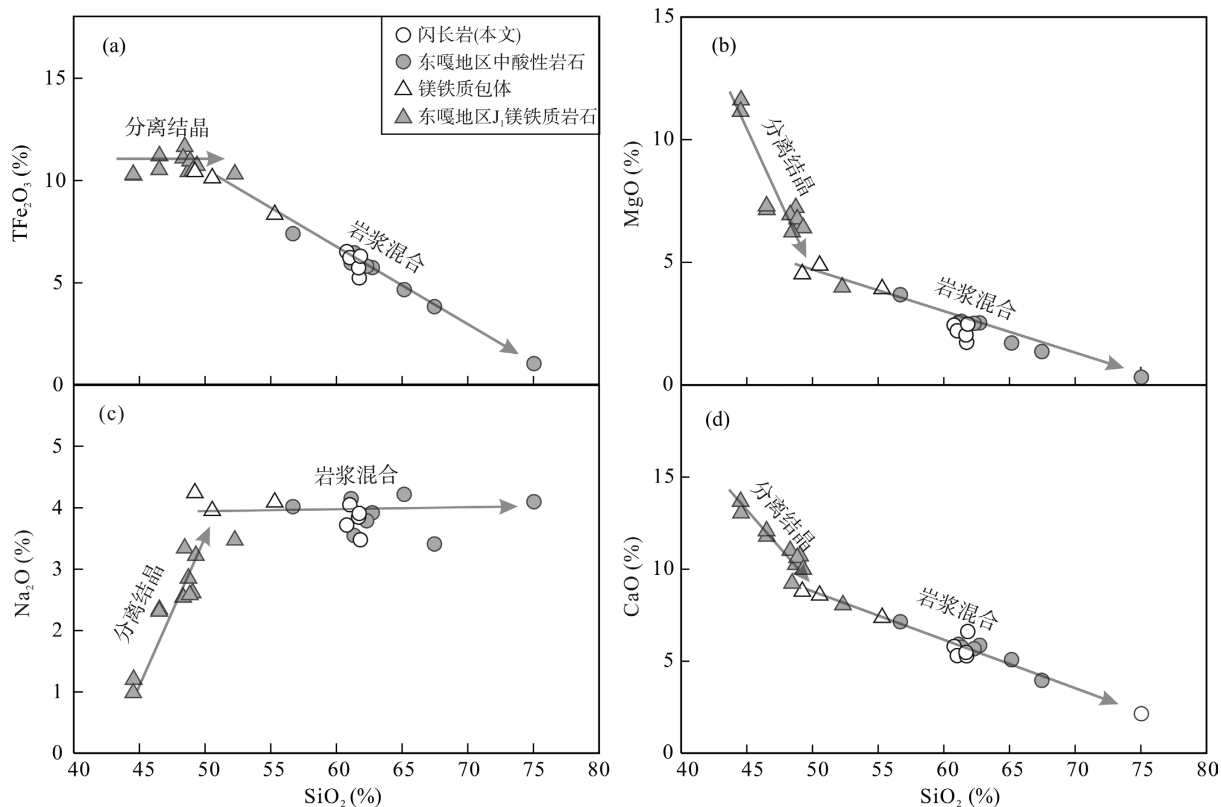 (a)
闪长岩(本文)
东嘎地区中酸性岩石
镁铁质包体
东嘎地区J₁镁铁质岩石
分离结晶
岩浆混合
15
10
5
0
TFe₂O₃ (%)
(b)
分离结晶
岩浆混合
15
10
5
0
MgO (%)
(c)
岩浆混合
分离结晶
5
4
3
2
1
0
Na₂O (%)
40 45 50 55 60 65 70 75 80
SiO₂ (%)
(d)
分离结晶
岩浆混合
15
10
5
0
CaO (%)
40 45 50 55 60 65 70 75 80
SiO₂ (%)